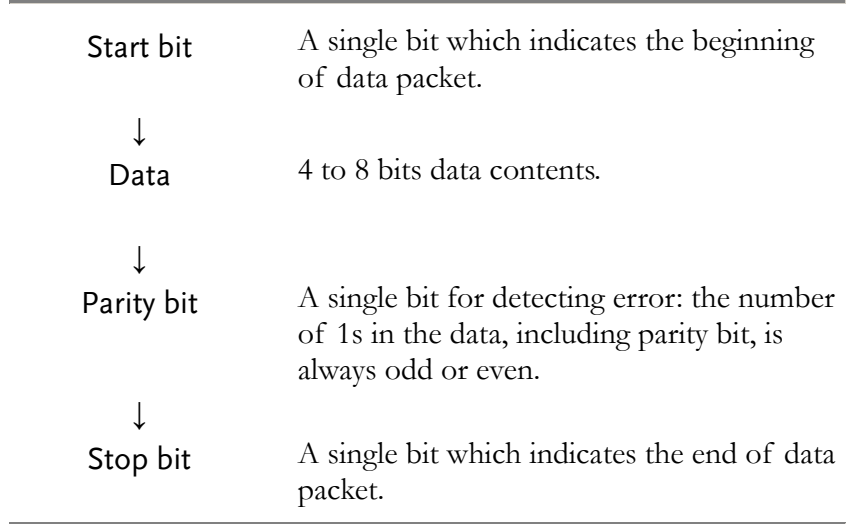 Start bit A single bit which indicates the beginning
of data packet.
↓
Data 4 to 8 bits data contents.
↓
Parity bit A single bit for detecting error: the number
of 1s in the data, including parity bit, is
always odd or even.
↓
Stop bit A single bit which indicates the end of data
packet.